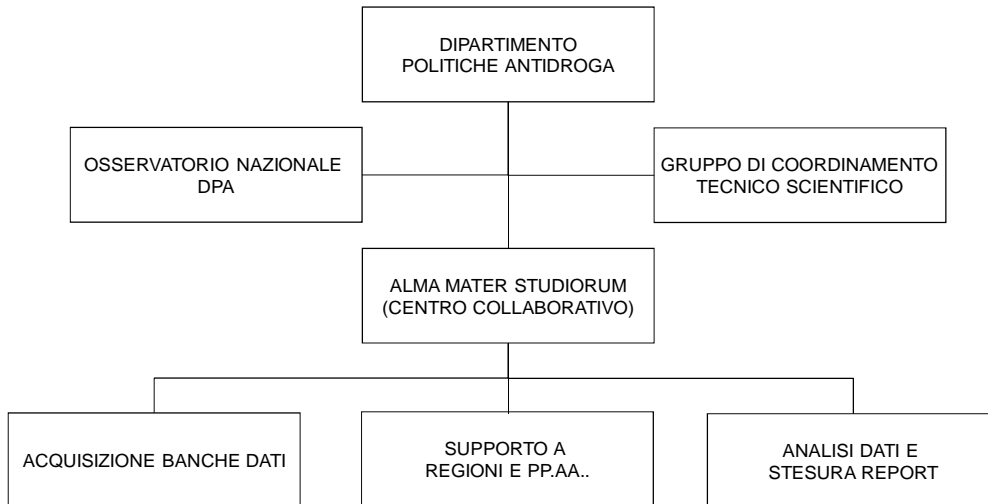 DIPARTIMENTO
POLITICHE ANTIDROGA
OSSERVATORIO NAZIONALE
DPA
GRUPPO DI COORDINAMENTO
TECNICO SCIENTIFICO
ALMA MATER STUDIORUM
(CENTRO COLLABORATIVO)
ACQUISIZIONE BANCHE DATI
SUPPORTO A
REGIONI E PP.AA..
ANALISI DATI E
STESURA REPORT